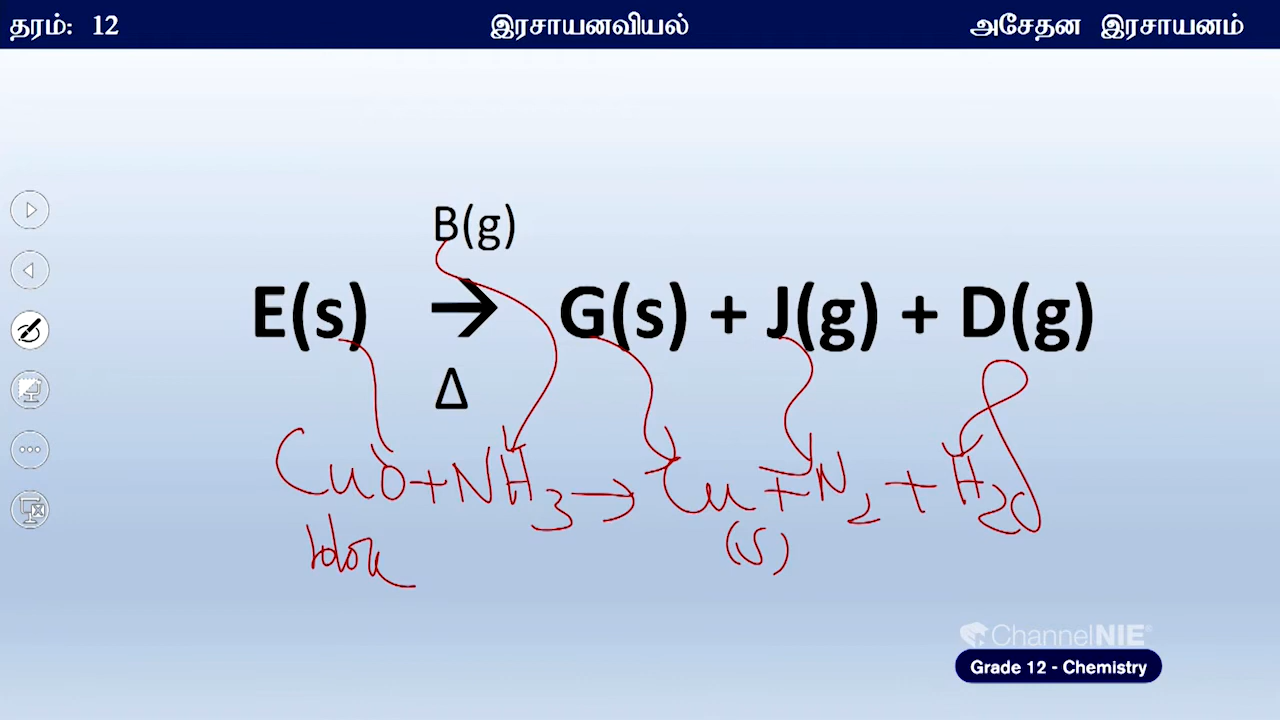 தரம்: 12 இரசாயனவியல் அசேதன இரசாயனம்
B(g)
E(s) → G(s) + J(g) + D(g)
Δ
CuO + NH3 → Cu + N2 + H2O
(s)
ChannelNIE
Grade 12 - Chemistry